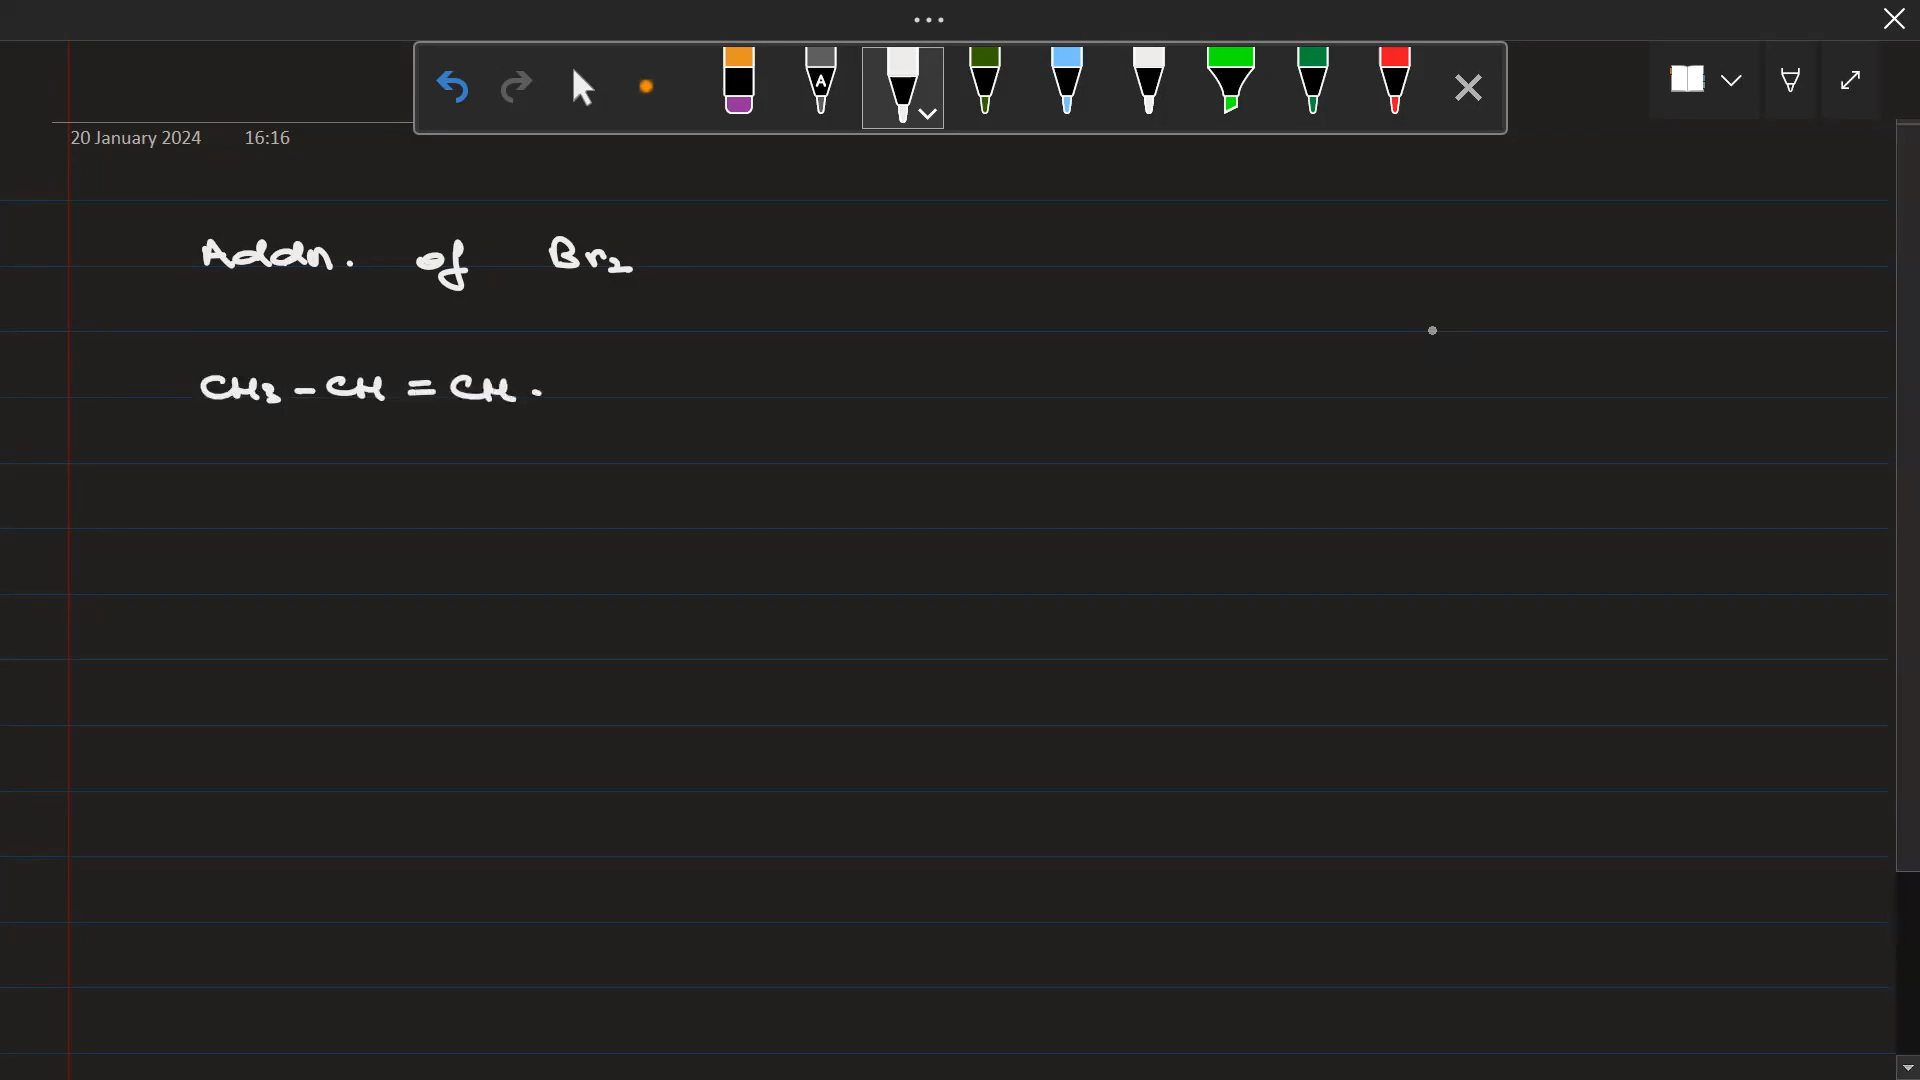 20 January 2024 16:16
Addn. of Br₂
CH₃-CH=CH.